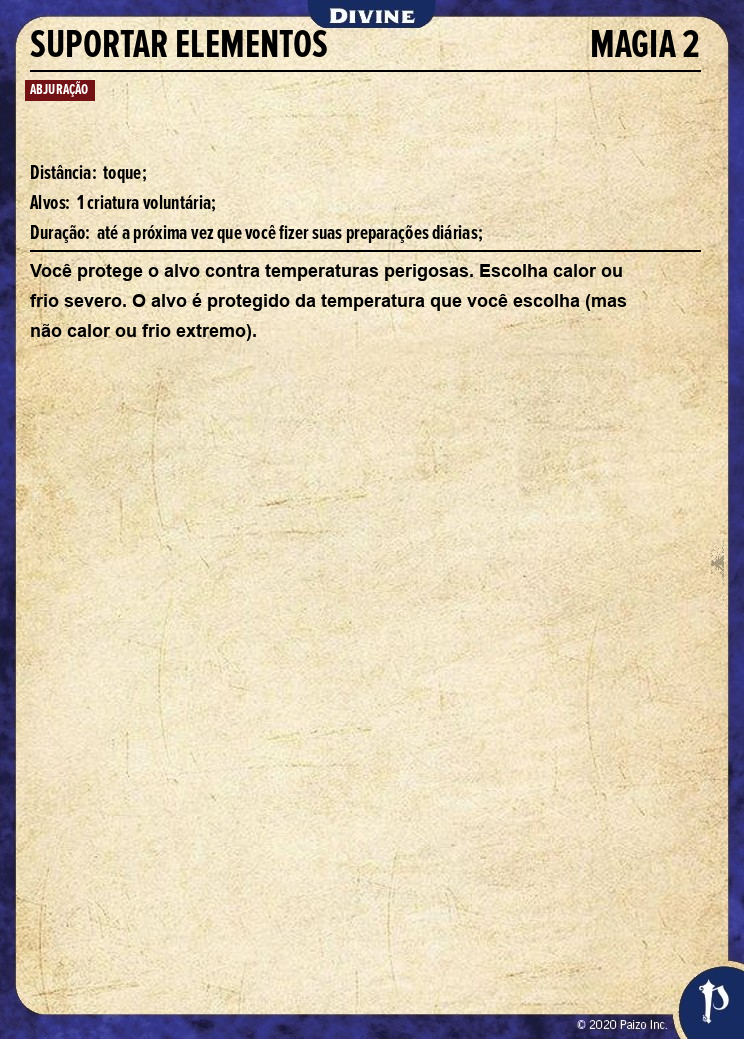 DIVINE
SUPORTAR ELEMENTOS MAGIA 2
ABJURAÇÃO
Distância: toque;
Alvos: 1 criatura voluntária;
Duração: até a próxima vez que você fizer suas preparações diárias;
Você protege o alvo contra temperaturas perigosas. Escolha calor ou
frio severo. O alvo é protegido da temperatura que você escolha (mas
não calor ou frio extremo).
© 2020 Paizo Inc.